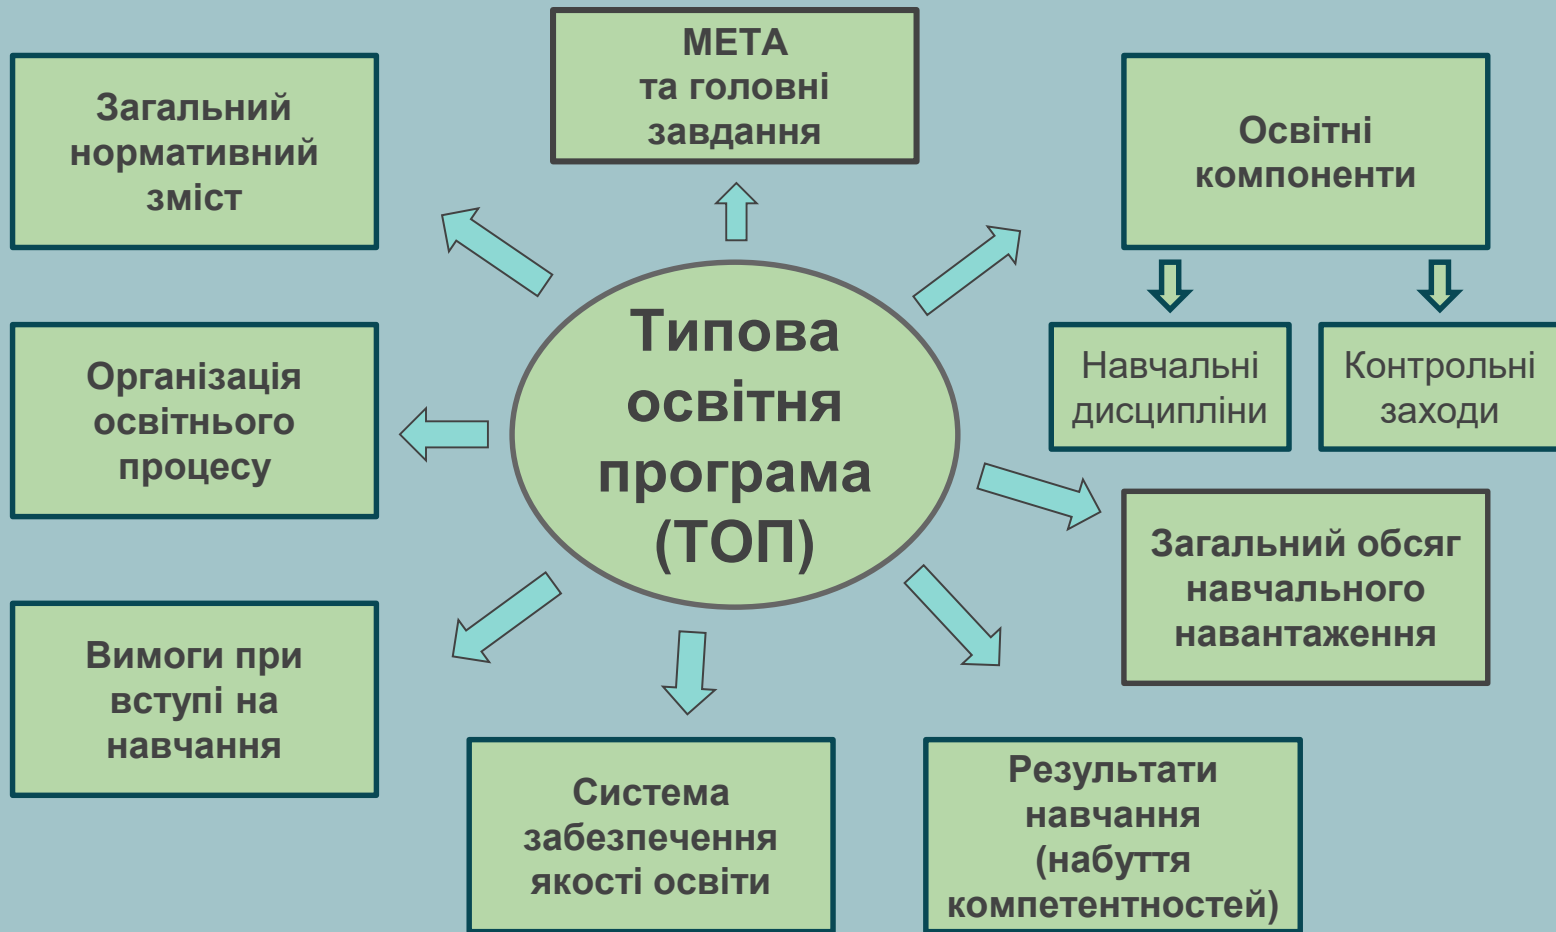 МЕТА
та головні
завдання
Загальний
нормативний
зміст
Освітні
компоненти
Типова
освітня
програма
(ТОП)
Організація
освітнього
процесу
Навчальні
дисципліни
Контрольні
заходи
Загальний обсяг
навчального
навантаження
Вимоги при
вступі на
навчання
Система
забезпечення
якості освіти
Результати
навчання
(набуття
компетентностей)